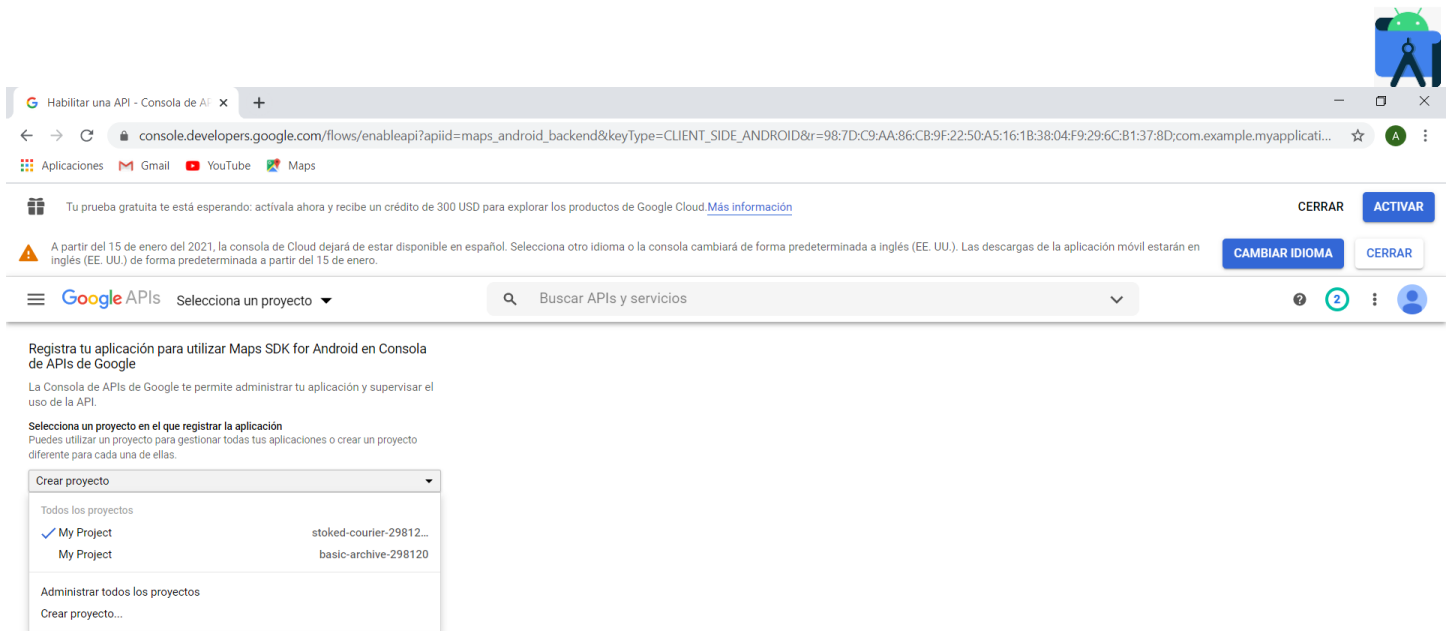 Habilitar una API - Consola de AP
console.developers.google.com/flows/enableapi?apiid=maps_android_backend&keyType=CLIENT_SIDE_ANDROID&r=98:7D:C9:AA:86:CB:9F:22:50:A5:16:1B:38:04:F9:29:6C:B1:37:8D;com.example.myapplicati...
A
Aplicaciones Gmail YouTube Maps
Tu prueba gratuita te está esperando: actívala ahora y recibe un crédito de 300 USD para explorar los productos de Google Cloud.Más información
CERRAR ACTIVAR
A partir del 15 de enero del 2021, la consola de Cloud dejará de estar disponible en español. Selecciona otro idioma o la consola cambiará de forma predeterminada a inglés (EE. UU.). Las descargas de la aplicación móvil estarán en
inglés (EE. UU.) de forma predeterminada a partir del 15 de enero.
CAMBIAR IDIOMA CERRAR
Google APIs Selecciona un proyecto Buscar APIs y servicios 2
Registra tu aplicación para utilizar Maps SDK for Android en Consola
de APIs de Google
La Consola de APIs de Google te permite administrar tu aplicación y supervisar el
uso de la API.
Selecciona un proyecto en el que registrar la aplicación
Puedes utilizar un proyecto para gestionar todas tus aplicaciones o crear un proyecto
diferente para cada una de ellas.
Crear proyecto
Todos los proyectos
My Project stoked-courier-29812...
My Project basic-archive-298120
Administrar todos los proyectos
Crear proyecto...